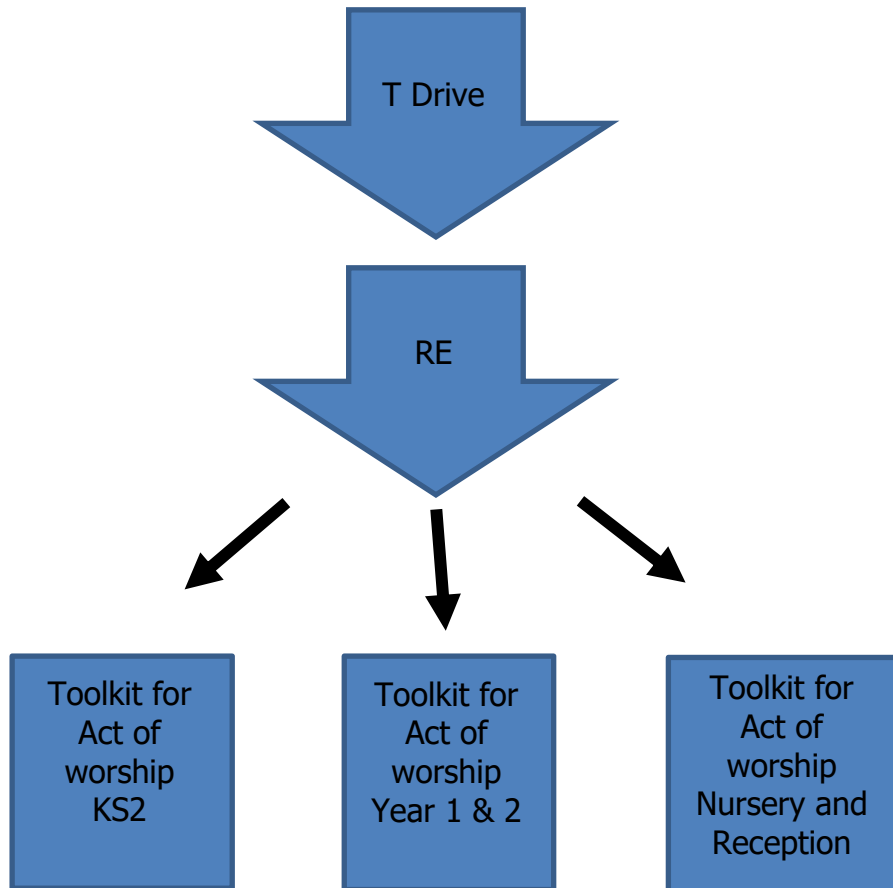 T Drive
RE
Toolkit for
Act of
worship
KS2
Toolkit for
Act of
worship
Year 1 & 2
Toolkit for
Act of
worship
Nursery and
Reception